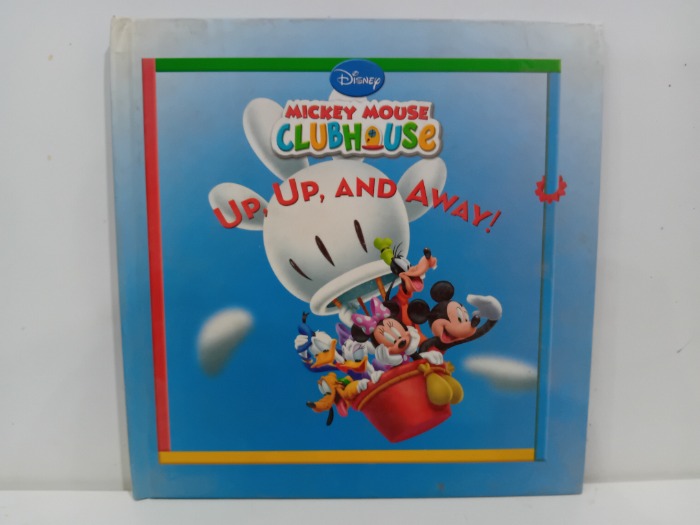 Disney
MICKEY MOUSE
CLUBHOUSE
UP, UP, AND AWAY!